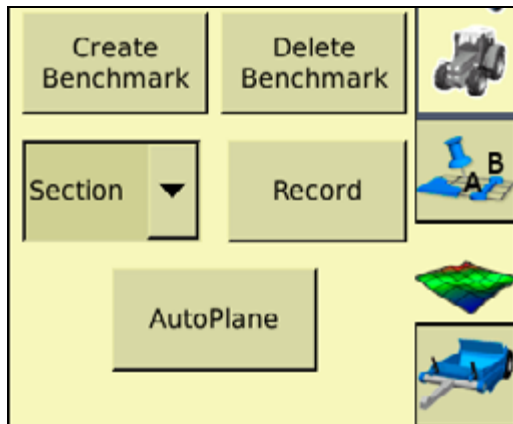 Create
Benchmark
Delete
Benchmark
Section
Record
AutoPlane
A
B